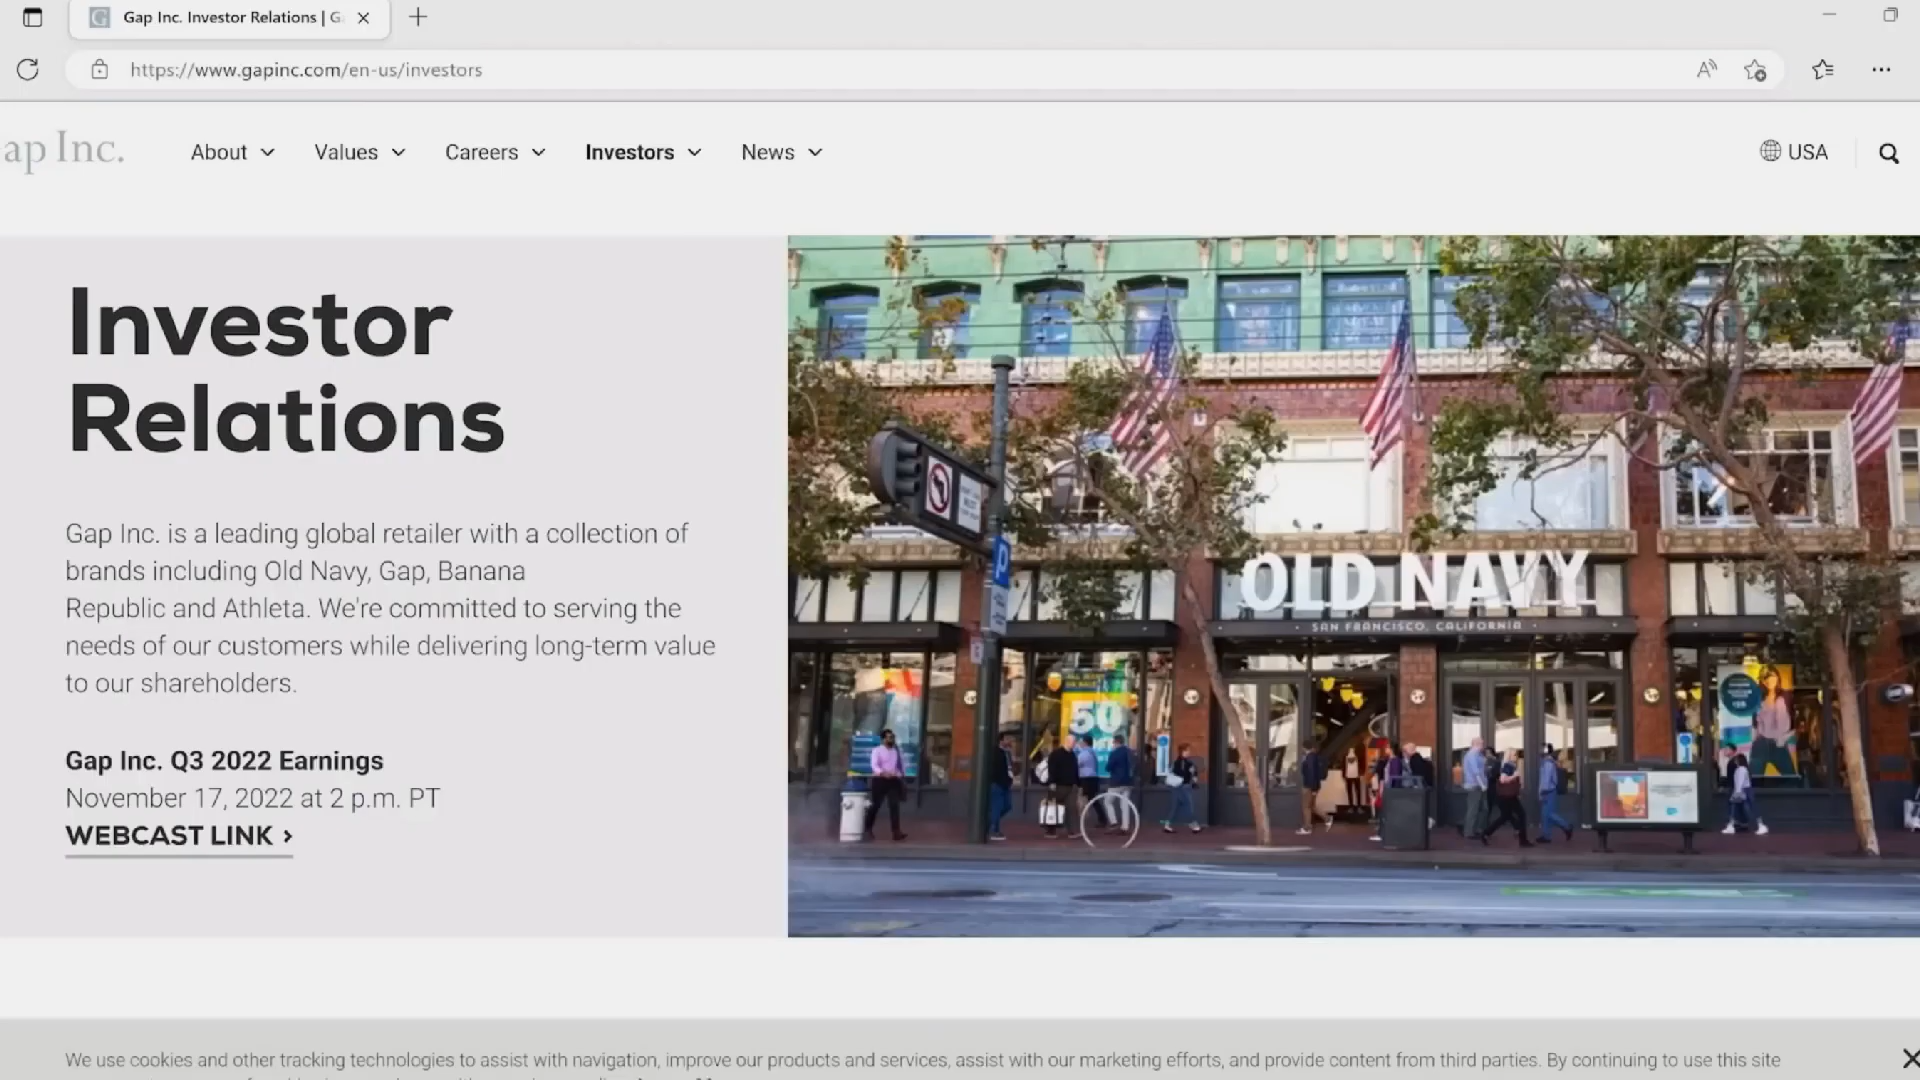 Gap Inc. Investor Relations | G
https://www.gapinc.com/en-us/investors
ap Inc.
About
Values
Careers
Investors
News
USA
Investor
Relations
Gap Inc. is a leading global retailer with a collection of
brands including Old Navy, Gap, Banana
Republic and Athleta. We're committed to serving the
needs of our customers while delivering long-term value
to our shareholders.
Gap Inc. Q3 2022 Earnings
November 17, 2022 at 2 p.m. PT
WEBCAST LINK >
P
OLD NAVY
SAN FRANCISCO, CALIFORNIA
50
We use cookies and other tracking technologies to assist with navigation, improve our products and services, assist with our marketing efforts, and provide content from third parties. By continuing to use this site